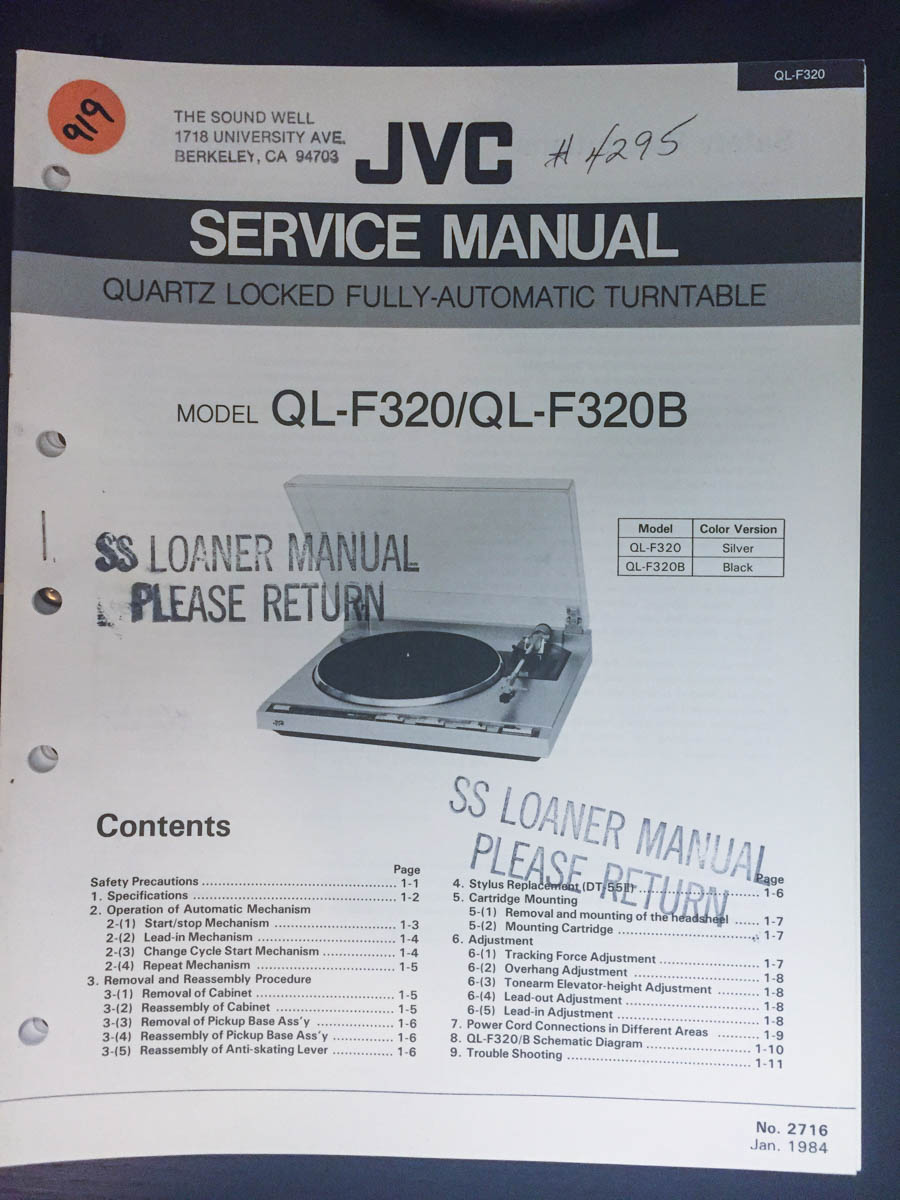 QL-F320
919
THE SOUND WELL
1718 UNIVERSITY AVE.
BERKELEY, CA 94703
JVC
# 4295
SERVICE MANUAL
QUARTZ LOCKED FULLY-AUTOMATIC TURNTABLE
MODEL QL-F320/QL-F320B
Model Color Version
QL-F320 Silver
QL-F320B Black
SS LOANER MANUAL
PLEASE RETURN
JVC
SS LOANER MANUAL
PLEASE RETURN
Contents
Page
Safety Precautions ........ 1-1
1. Specifications ........ 1-2
2. Operation of Automatic Mechanism
2-(1) Start/stop Mechanism ........ 1-3
2-(2) Lead-in Mechanism ........ 1-4
2-(3) Change Cycle Start Mechanism ........ 1-4
2-(4) Repeat Mechanism ........ 1-5
3. Removal and Reassembly Procedure
3-(1) Removal of Cabinet ........ 1-5
3-(2) Reassembly of Cabinet ........ 1-5
3-(3) Removal of Pickup Base Ass'y ........ 1-6
3-(4) Reassembly of Pickup Base Ass'y ........ 1-6
3-(5) Reassembly of Anti-skating Lever ........ 1-6
Page
4. Stylus Replacement (DT-55II) ........ 1-6
5. Cartridge Mounting
5-(1) Removal and mounting of the headshell ...... 1-7
5-(2) Mounting Cartridge ........ 1-7
6. Adjustment
6-(1) Tracking Force Adjustment ........ 1-7
6-(2) Overhang Adjustment ........ 1-8
6-(3) Tonearm Elevator-height Adjustment ........ 1-8
6-(4) Lead-out Adjustment ........ 1-8
6-(5) Lead-in Adjustment ........ 1-8
7. Power Cord Connections in Different Areas ........ 1-9
8. QL-F320/B Schematic Diagram ........ 1-10
9. Trouble Shooting ........ 1-11
No. 2716
Jan. 1984